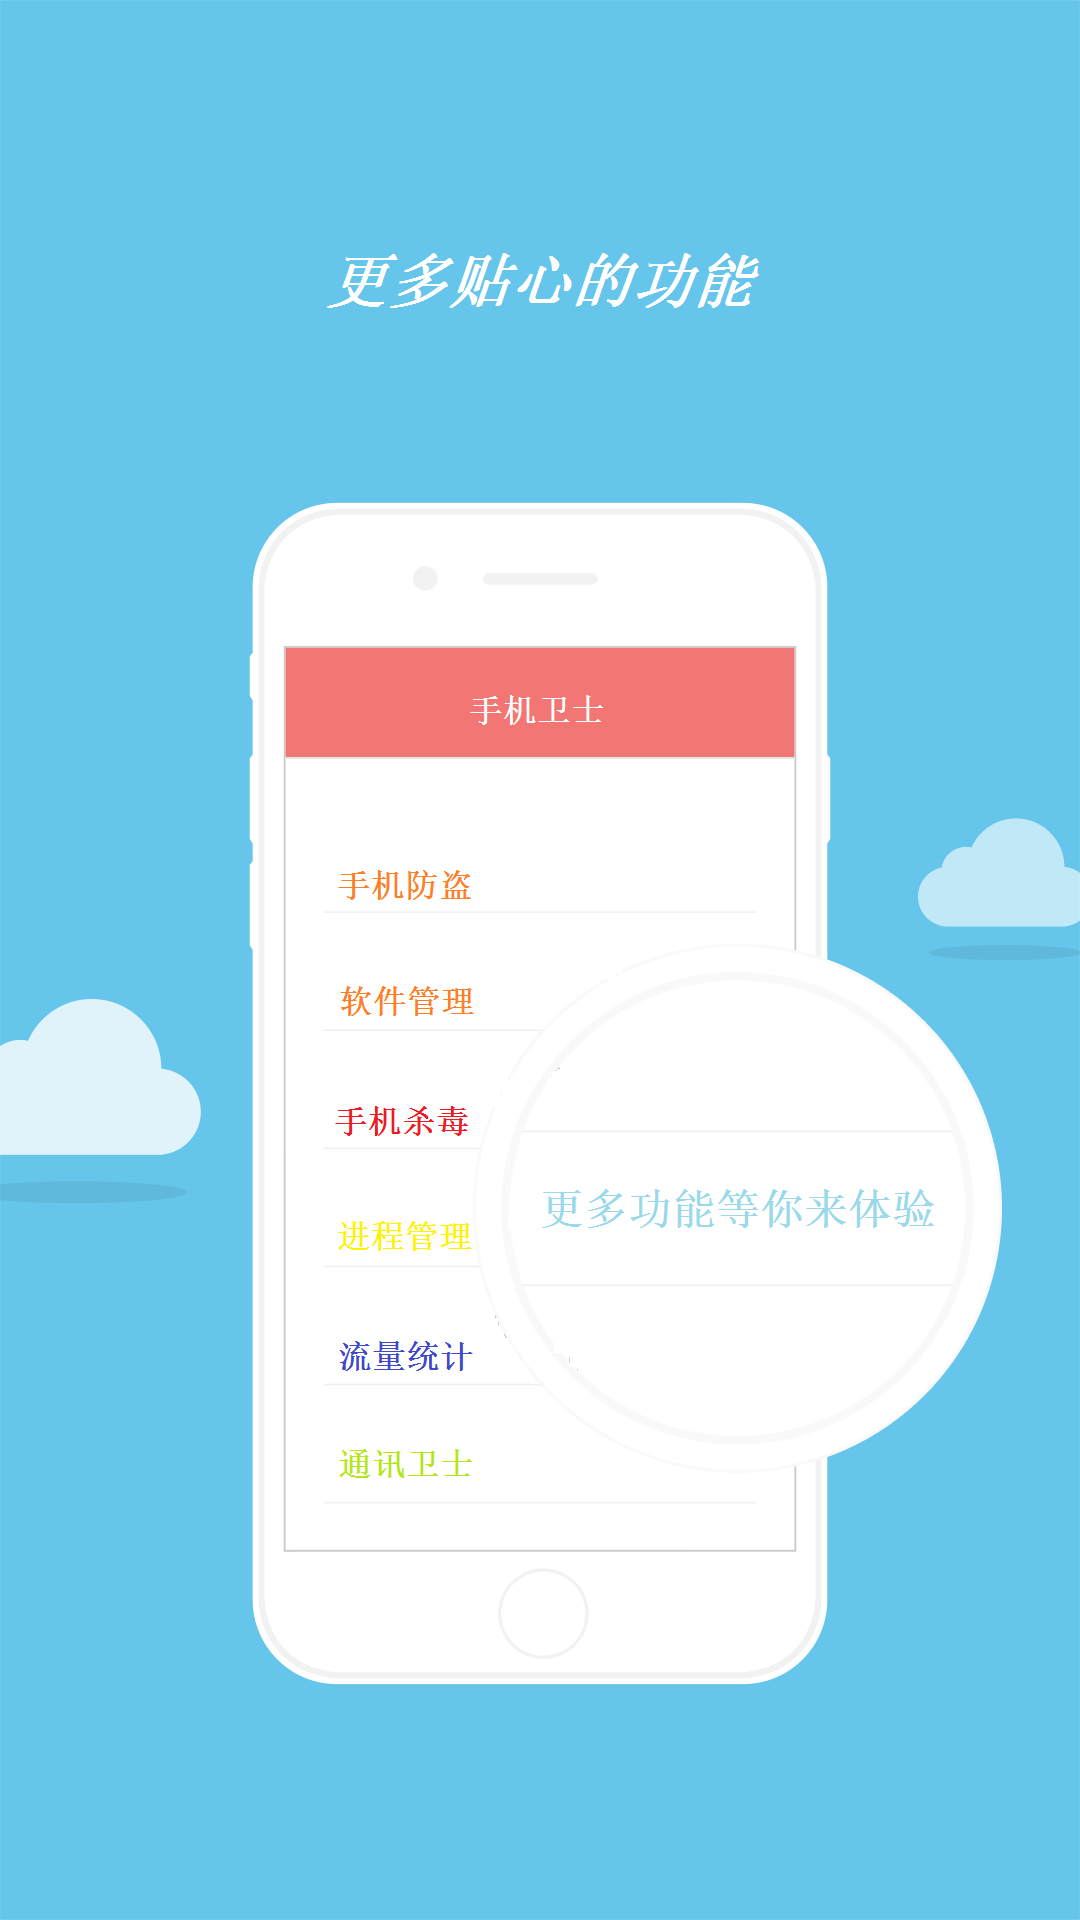 更多贴心的功能
手机卫士
手机防盗
软件管理
手机杀毒
进程管理
更多功能等你来体验
流量统计
通讯卫士